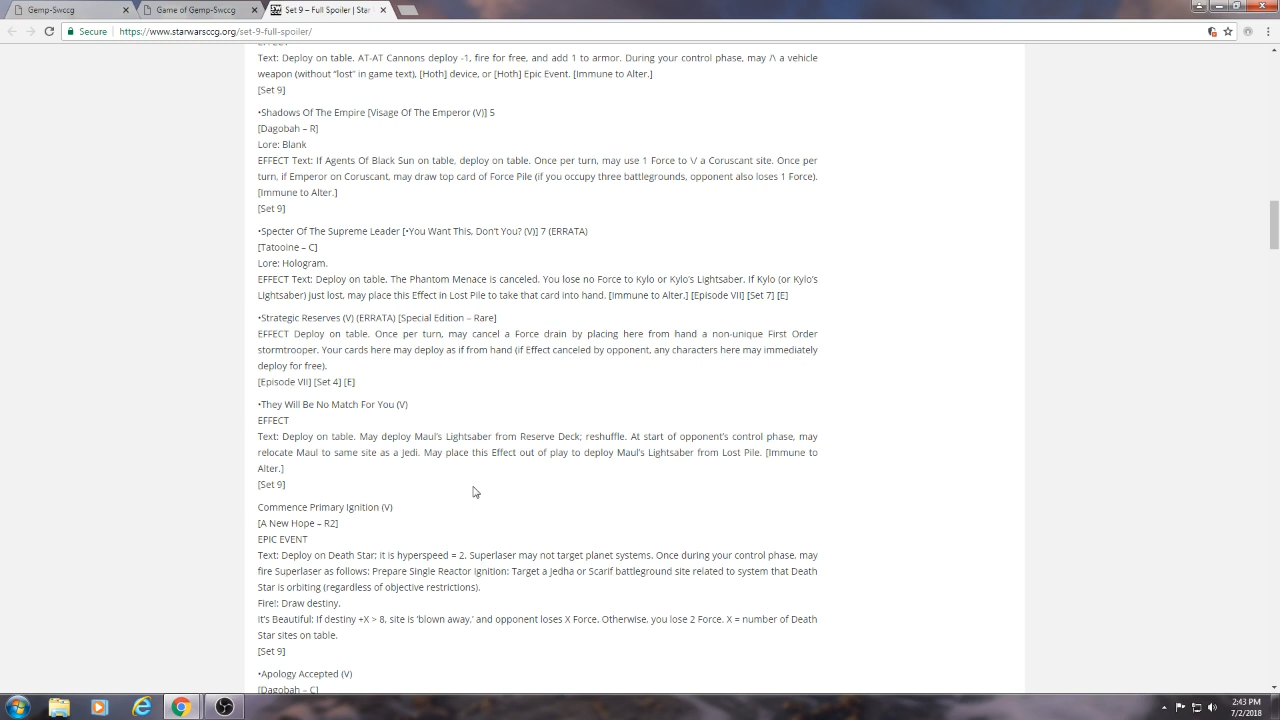 Gemp-Swccg
Game of Gemp-Swccg
Set 9 – Full Spoiler | Star
Secure
https://www.starwarsccg.org/set-9-full-spoiler/
Text: Deploy on table. AT-AT Cannons deploy -1, fire for free, and add 1 to armor. During your control phase, may /\ a vehicle
weapon (without "lost" in game text), [Hoth] device, or [Hoth] Epic Event. [Immune to Alter.]
[Set 9]
•Shadows Of The Empire [Visage Of The Emperor (V)] 5
[Dagobah – R]
Lore: Blank
EFFECT Text: If Agents Of Black Sun on table, deploy on table. Once per turn, may use 1 Force to \/ a Coruscant site. Once per
turn, if Emperor on Coruscant, may draw top card of Force Pile (if you occupy three battlegrounds, opponent also loses 1 Force).
[Immune to Alter.]
[Set 9]
•Specter Of The Supreme Leader [•You Want This, Don't You? (V)] 7 (ERRATA)
[Tatooine – C]
Lore: Hologram.
EFFECT Text: Deploy on table. The Phantom Menace is canceled. You lose no Force to Kylo or Kylo's Lightsaber. If Kylo (or Kylo's
Lightsaber) just lost, may place this Effect in Lost Pile to take that card into hand. [Immune to Alter.] [Episode VII] [Set 7] [E]
•Strategic Reserves (V) (ERRATA) [Special Edition – Rare]
EFFECT Deploy on table. Once per turn, may cancel a Force drain by placing here from hand a non-unique First Order
stormtrooper. Your cards here may deploy as if from hand (if Effect canceled by opponent, any characters here may immediately
deploy for free).
[Episode VII] [Set 4] [E]
•They Will Be No Match For You (V)
EFFECT
Text: Deploy on table. May deploy Maul's Lightsaber from Reserve Deck; reshuffle. At start of opponent's control phase, may
relocate Maul to same site as a Jedi. May place this Effect out of play to deploy Maul's Lightsaber from Lost Pile. [Immune to
Alter.]
[Set 9]
Commence Primary Ignition (V)
[A New Hope – R2]
EPIC EVENT
Text: Deploy on Death Star; it is hyperspeed = 2. Superlaser may not target planet systems. Once during your control phase, may
fire Superlaser as follows: Prepare Single Reactor Ignition: Target a Jedha or Scarif battleground site related to system that Death
Star is orbiting (regardless of objective restrictions).
Fire!: Draw destiny.
It's Beautiful: If destiny +X > 8, site is 'blown away,' and opponent loses X Force. Otherwise, you lose 2 Force. X = number of Death
Star sites on table.
[Set 9]
•Apology Accepted (V)
[Dagobah – C]
2:43 PM
7/2/2018